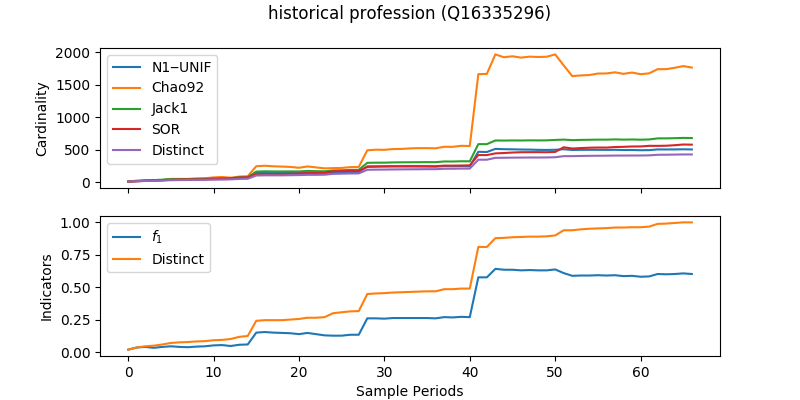 historical profession (Q16335296)
Cardinality
2000
1500
1000
500
0
N1−UNIF
Chao92
Jack1
SOR
Distinct
Indicators
1.00
0.75
0.50
0.25
0.00
f1
Distinct
0
10
20
30
40
50
60
Sample Periods